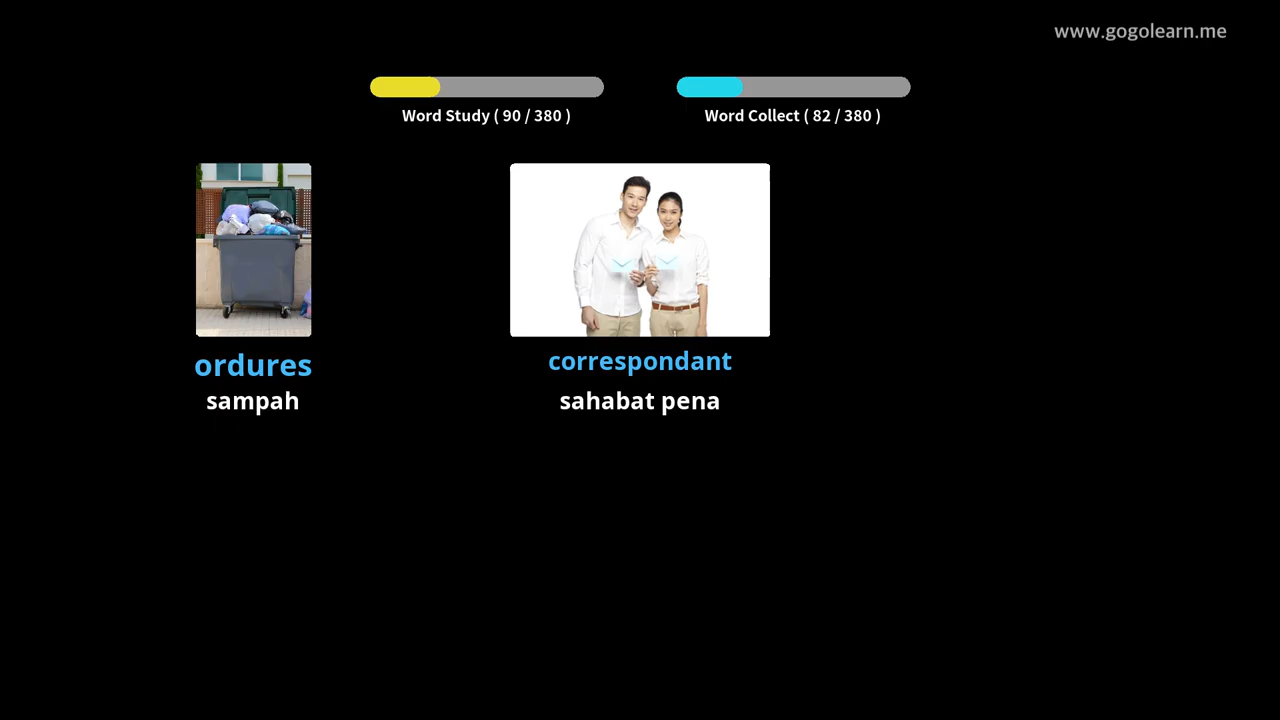 www.gogolearn.me
Word Study ( 90 / 380 )
Word Collect ( 82 / 380 )
ordures
sampah
correspondant
sahabat pena